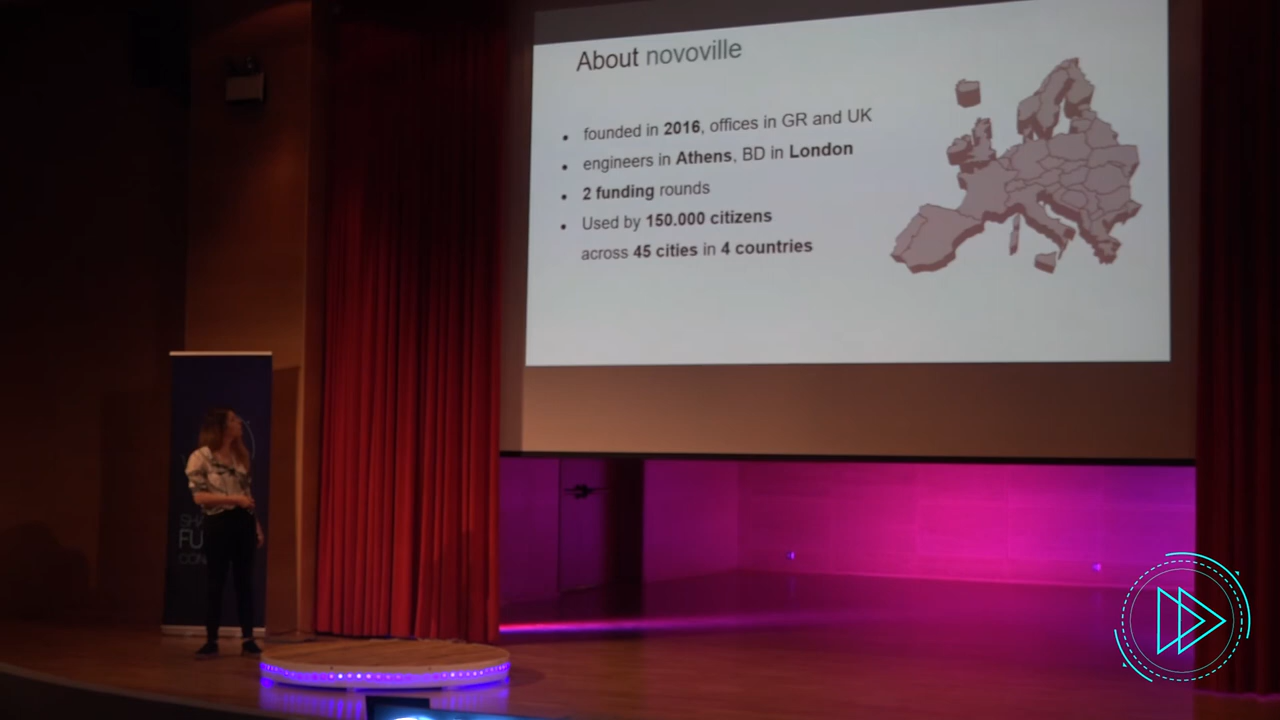 About novoville
founded in 2016, offices in GR and UK
engineers in Athens, BD in London
2 funding rounds
Used by 150.000 citizens
across 45 cities in 4 countries